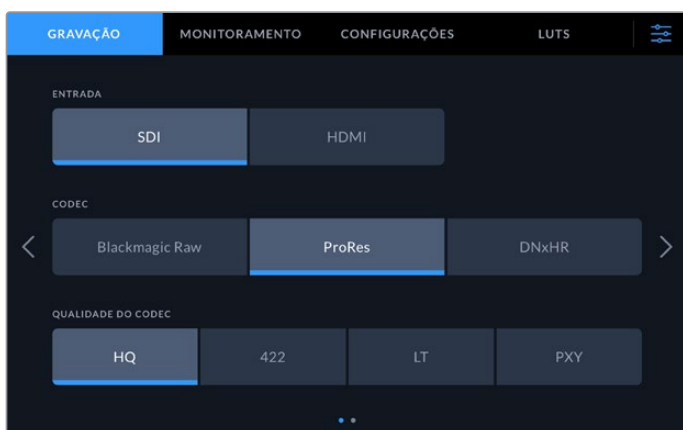 GRAVAÇÃO MONITORAMENTO CONFIGURAÇÕES LUTS
ENTRADA
SDI HDMI
CODEC
Blackmagic Raw ProRes DNxHR
QUALIDADE DO CODEC
HQ 422 LT PXY